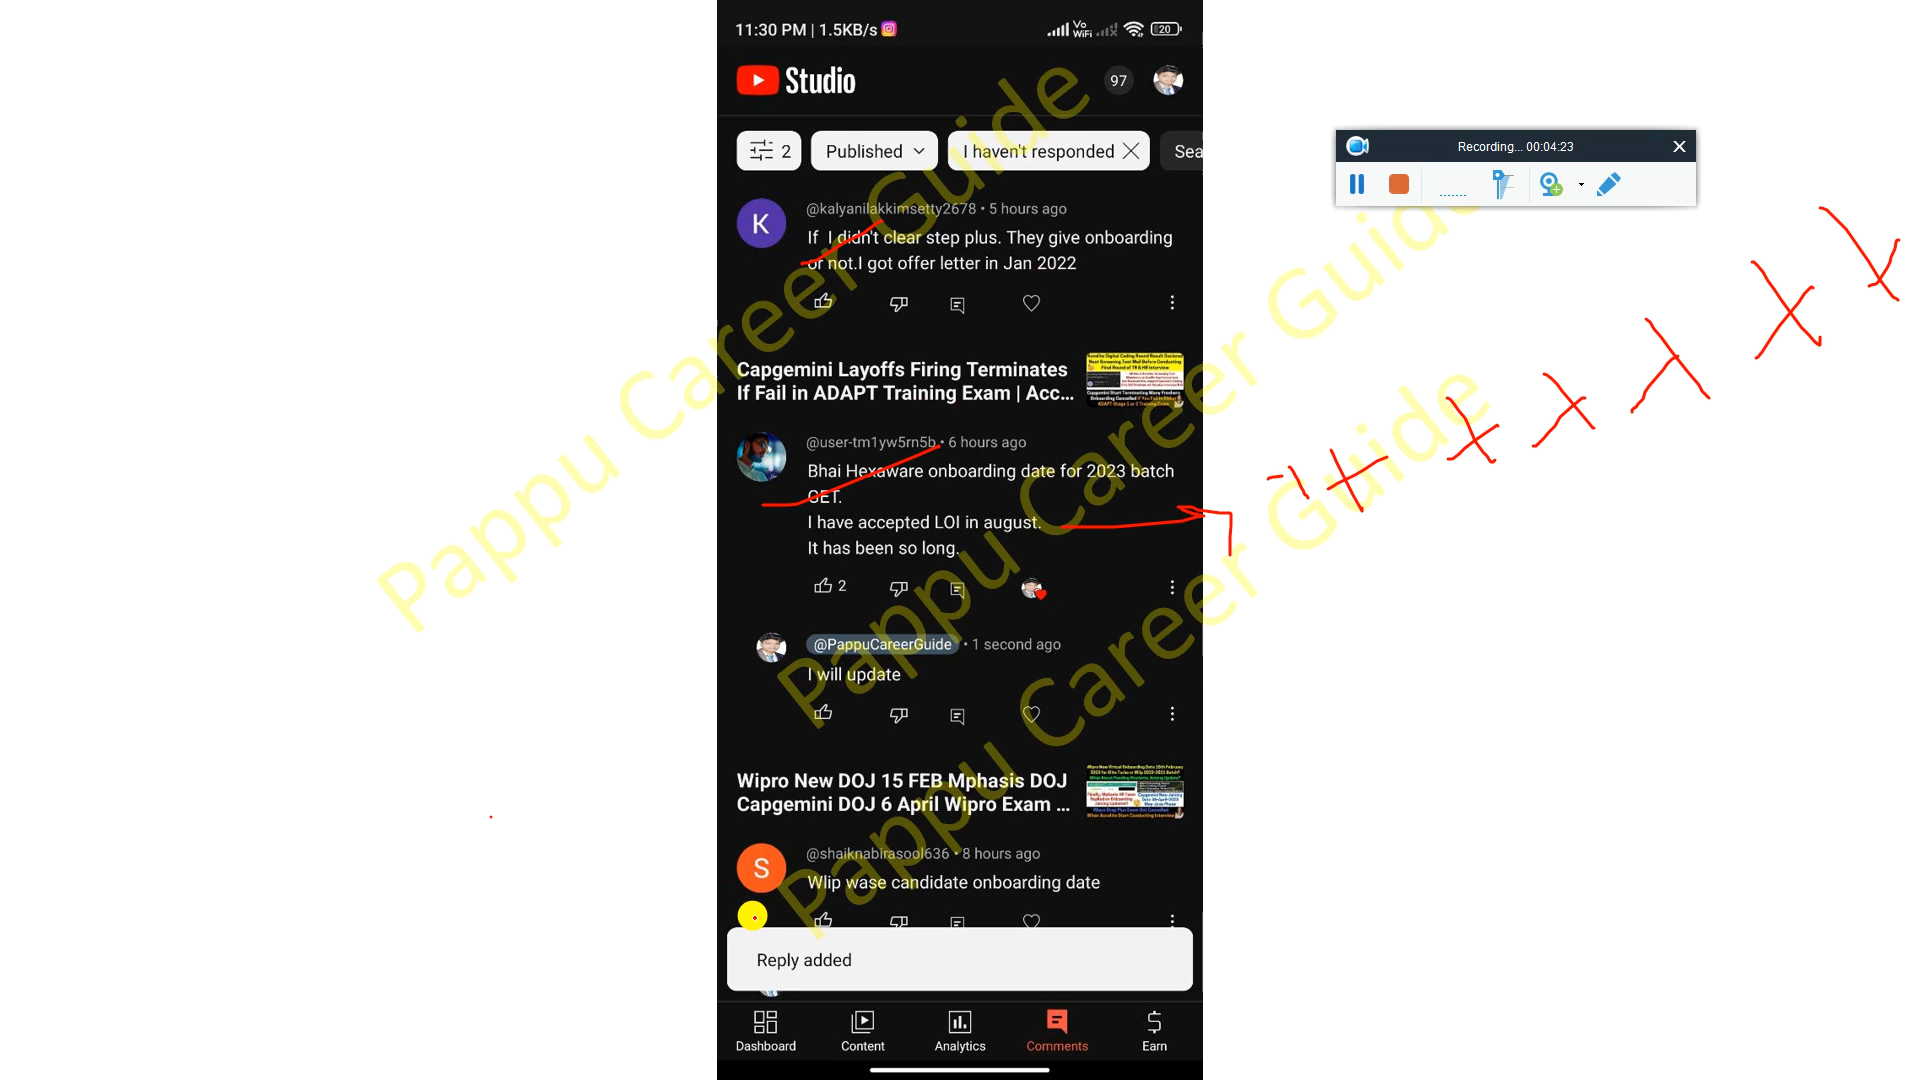 11:30 PM | 1.5KB/s
Vo
WiFi
20
Studio
97
2
Published
I haven't responded
Sea
Recording... 00:04:23
@kalyanilakkimsetty2678 • 5 hours ago
If I didn't clear step plus. They give onboarding
or not.I got offer letter in Jan 2022
Capgemini Layoffs Firing Terminates
If Fail in ADAPT Training Exam | Acc...
@user-tm1yw5rn5b • 6 hours ago
Bhai Hexaware onboarding date for 2023 batch
GET.
I have accepted LOI in august.
It has been so long.
2
@PappuCareerGuide • 1 second ago
I will update
Wipro New DOJ 15 FEB Mphasis DOJ
Capgemini DOJ 6 April Wipro Exam ...
S
@shaiknabirasool636 • 8 hours ago
Wlip wase candidate onboarding date
Reply added
Dashboard
Content
Analytics
Comments
Earn
K
Pappu Career Guide
Pappu Career Guide
Pappu Career Guide